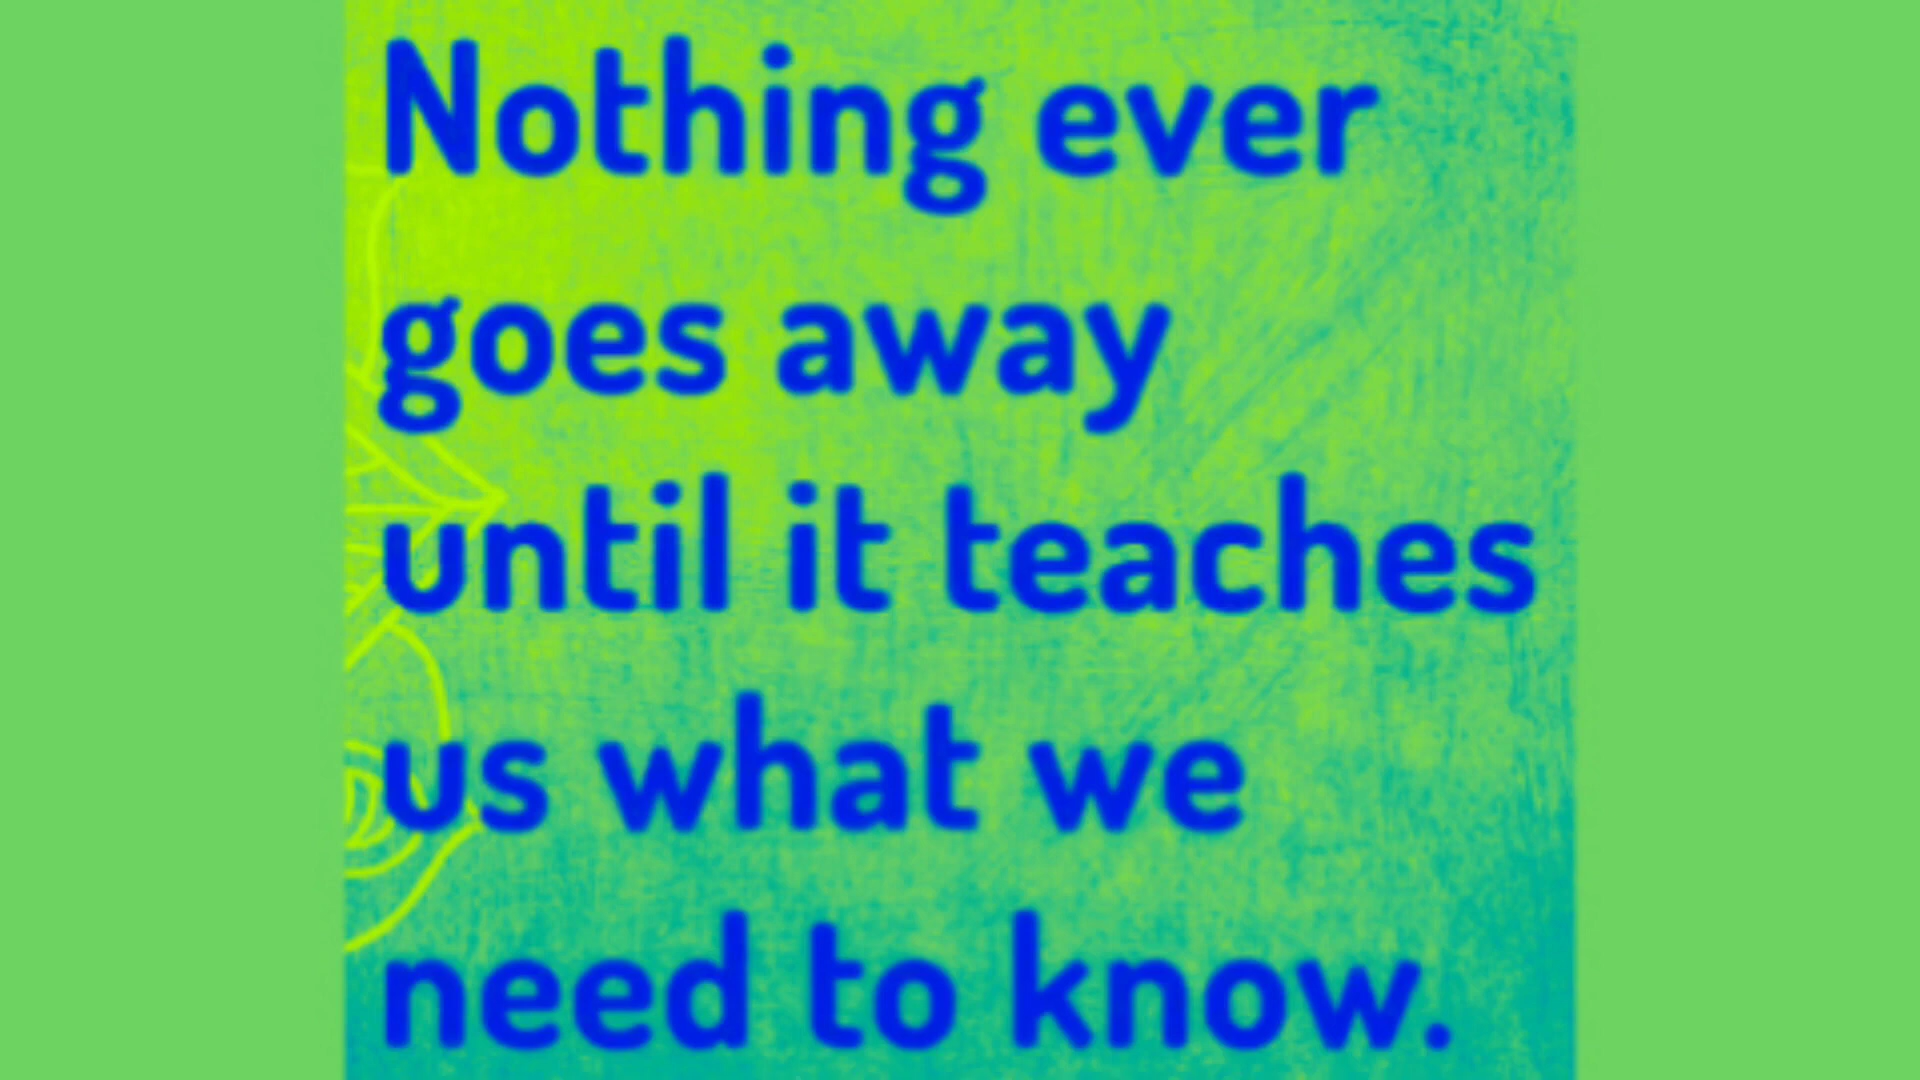 Nothing ever
goes away
until it teaches
us what we
need to know.